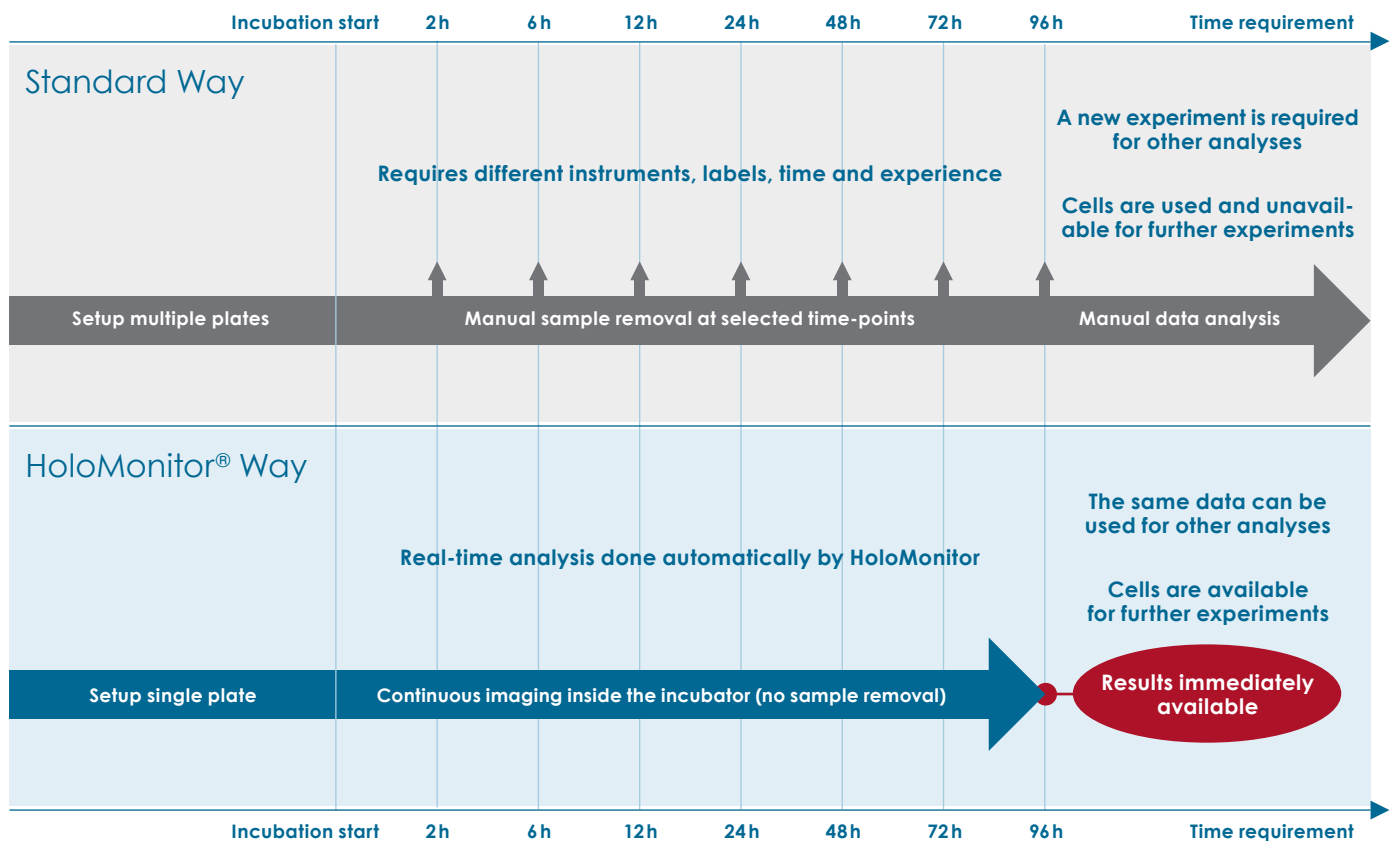 Incubation start 2h 6h 12h 24h 48h 72h 96h Time requirement
Standard Way
A new experiment is required
for other analyses
Requires different instruments, labels, time and experience
Cells are used and unavail-
able for further experiments
Setup multiple plates
Manual sample removal at selected time-points
Manual data analysis
HoloMonitor® Way
The same data can be
used for other analyses
Real-time analysis done automatically by HoloMonitor
Cells are available
for further experiments
Setup single plate
Continuous imaging inside the incubator (no sample removal)
Results immediately
available
Incubation start 2h 6h 12h 24h 48h 72h 96h Time requirement